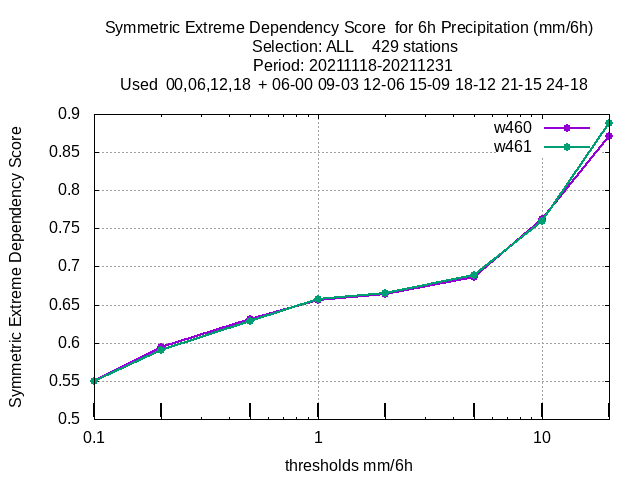 Symmetric Extreme Dependency Score  for 6h Precipitation (mm/6h)
Selection: ALL    429 stations
Period: 20211118-20211231
Used  00,06,12,18  + 06-00 09-03 12-06 15-09 18-12 21-15 24-18
Symmetric Extreme Dependency Score
0.9
0.85
0.8
0.75
0.7
0.65
0.6
0.55
0.5
w460
w461
0.1
1
10
thresholds mm/6h